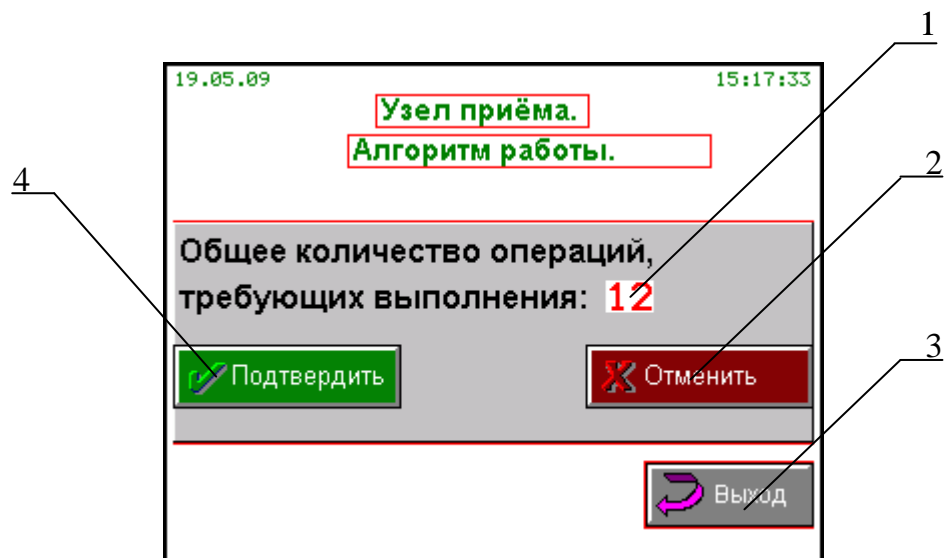 1
19.05.09 15:17:33
Узел приёма.
Алгоритм работы.
2
4
Общее количество операций,
требующих выполнения: 12
3
Подтвердить Отменить
Выход